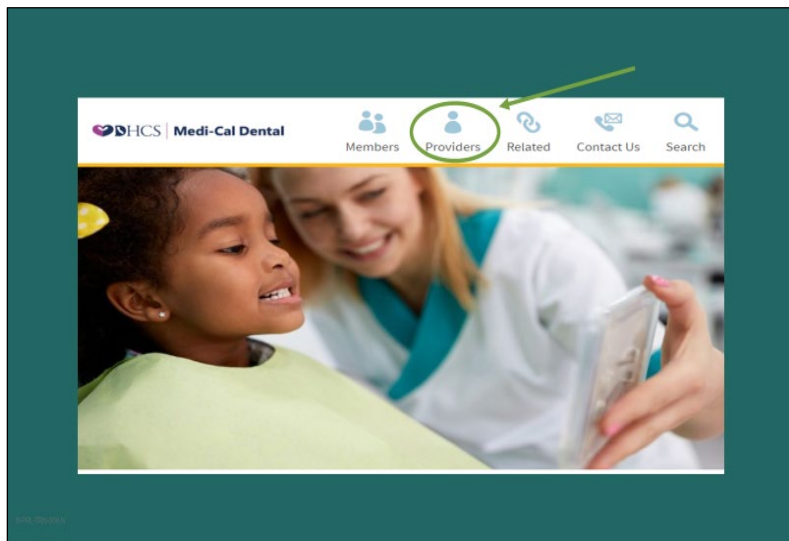 DHCS | Medi-Cal Dental
Members Providers Related Contact Us Search